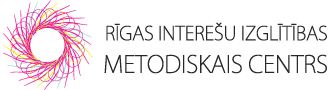 RĪGAS INTEREŠU IZGLĪTĪBAS
METODISKAIS CENTRS